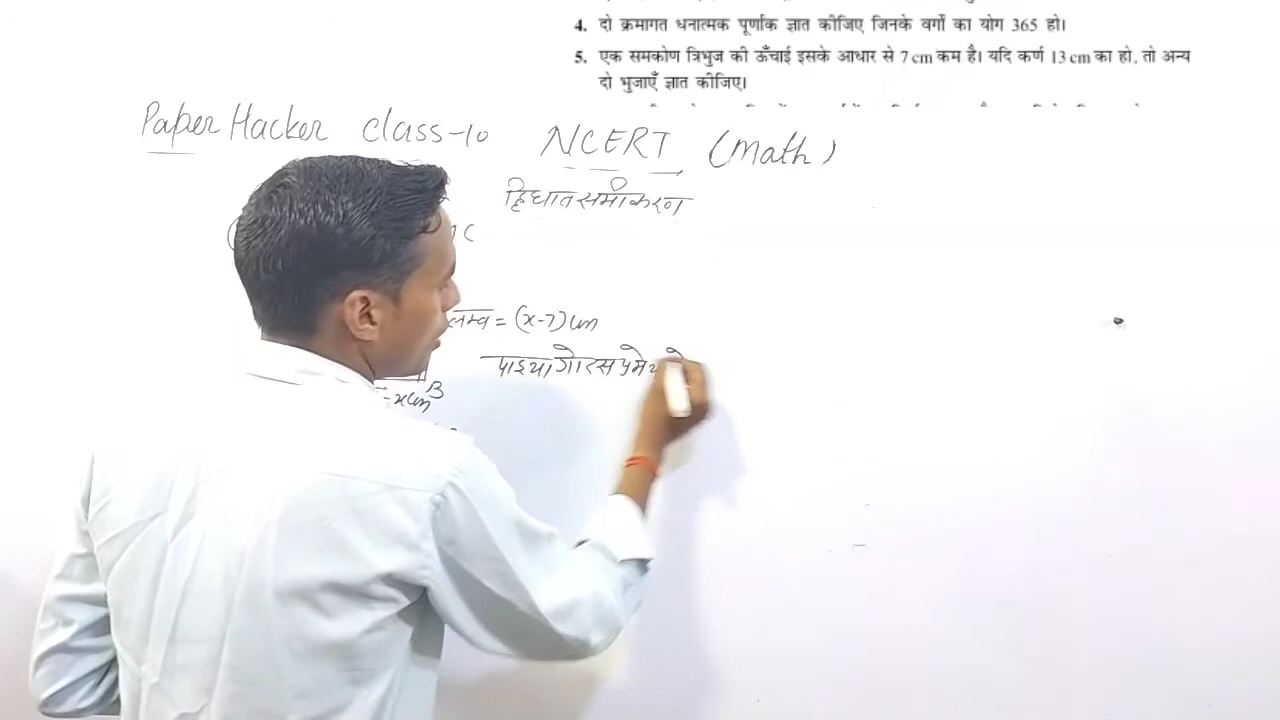 4. दो क्रमागत धनात्मक पूर्णांक ज्ञात कीजिए जिनके वर्गों का योग 365 हो।
5. एक समकोण त्रिभुज की ऊँचाई इसके आधार से 7 cm कम है। यदि कर्ण 13 cm का हो, तो अन्य
दो भुजाएँ ज्ञात कीजिए।
Paper Hacker class-10 NCERT (Math)
द्विघात समीकरण
लम्ब = (x-7)cm
पाइथागोरस प्रमेय
B
xcm